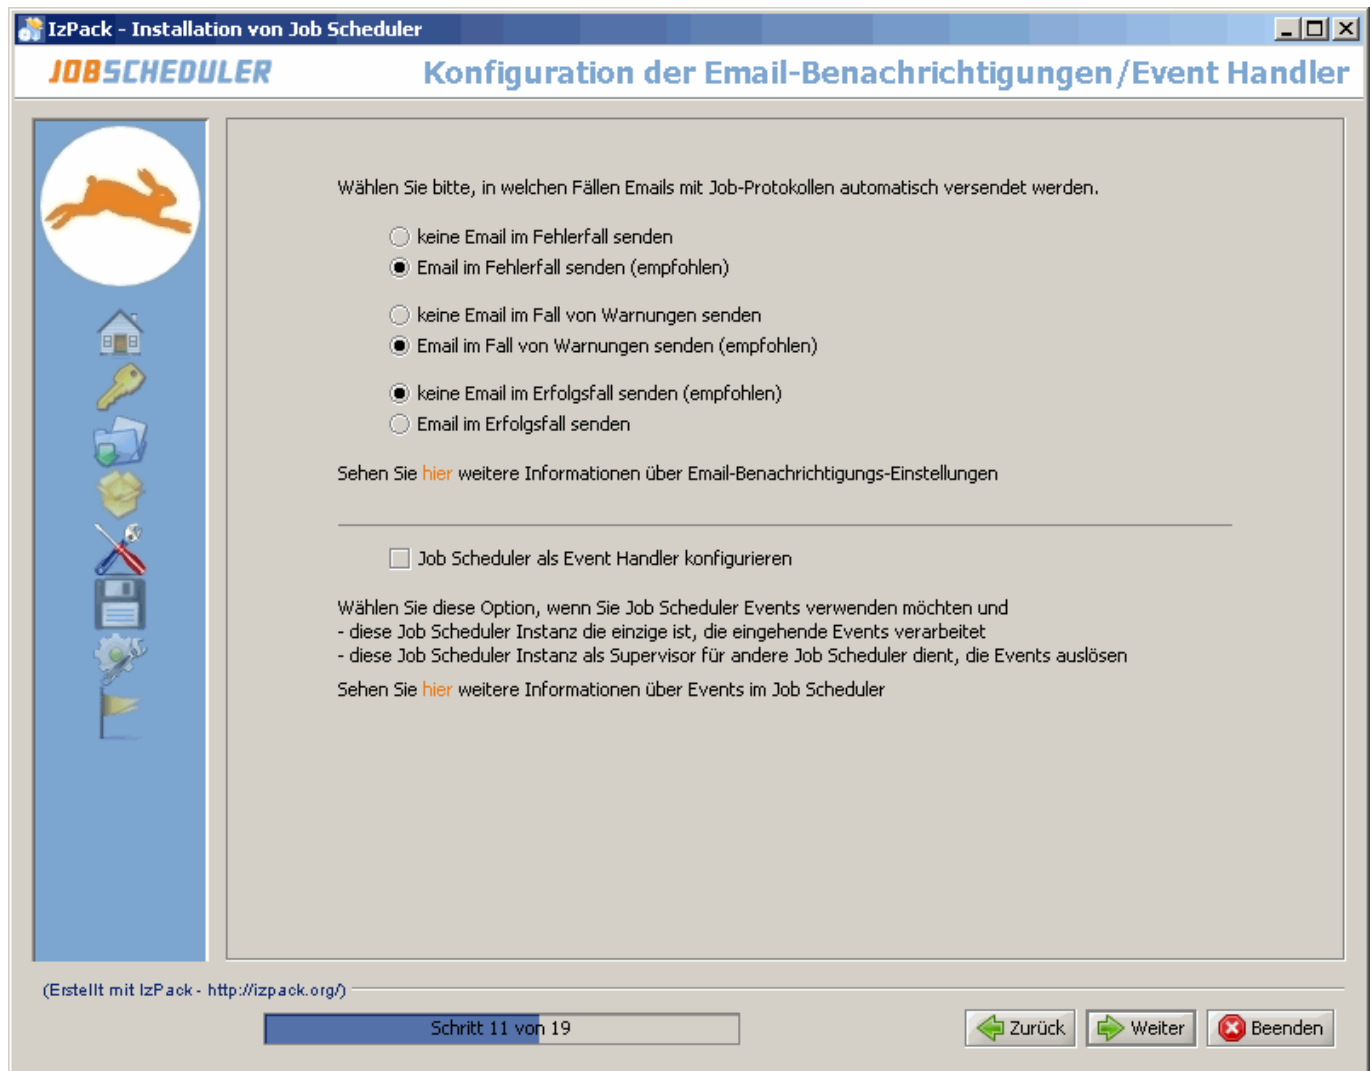 IzPack - Installation von Job Scheduler
JOBSCHEDULER
Konfiguration der Email-Benachrichtigungen/Event Handler
Wählen Sie bitte, in welchen Fällen Emails mit Job-Protokollen automatisch versendet werden.
keine Email im Fehlerfall senden
Email im Fehlerfall senden (empfohlen)
keine Email im Fall von Warnungen senden
Email im Fall von Warnungen senden (empfohlen)
keine Email im Erfolgsfall senden (empfohlen)
Email im Erfolgsfall senden
Sehen Sie hier weitere Informationen über Email-Benachrichtigungs-Einstellungen
Job Scheduler als Event Handler konfigurieren
Wählen Sie diese Option, wenn Sie Job Scheduler Events verwenden möchten und
- diese Job Scheduler Instanz die einzige ist, die eingehende Events verarbeitet
- diese Job Scheduler Instanz als Supervisor für andere Job Scheduler dient, die Events auslösen
Sehen Sie hier weitere Informationen über Events im Job Scheduler
(Erstellt mit IzPack - http://izpack.org/)
Schritt 11 von 19
Zurück
Weiter
Beenden